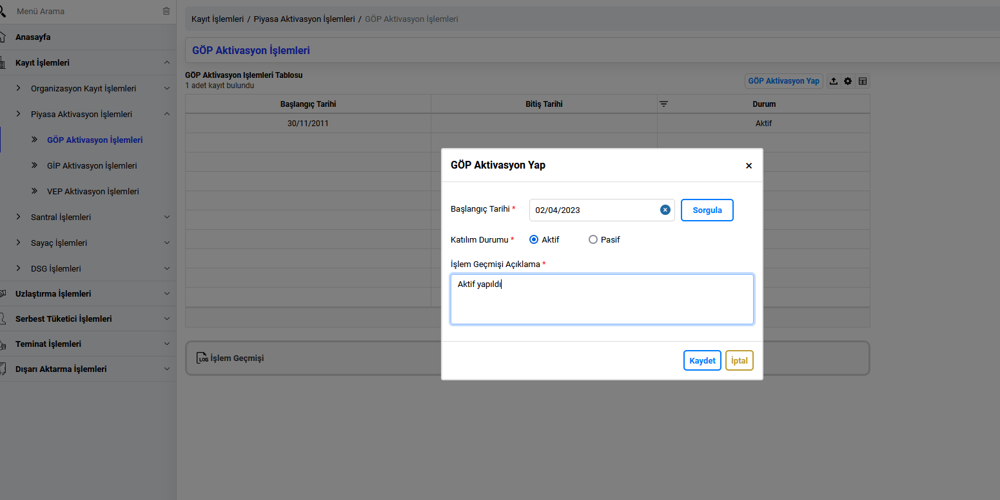 Menü Arama
Anasayfa
Kayıt İşlemleri
Organizasyon Kayıt İşlemleri
Piyasa Aktivasyon İşlemleri
GÖP Aktivasyon İşlemleri
GİP Aktivasyon İşlemleri
VEP Aktivasyon İşlemleri
Santral İşlemleri
Sayaç İşlemleri
DSG İşlemleri
Uzlaştırma İşlemleri
Serbest Tüketici İşlemleri
Teminat İşlemleri
Dışarı Aktarma İşlemleri
Kayıt İşlemleri / Piyasa Aktivasyon İşlemleri / GÖP Aktivasyon İşlemleri
GÖP Aktivasyon İşlemleri
GÖP Aktivasyon Işlemleri Tablosu
1 adet kayıt bulundu
GÖP Aktivasyon Yap
Başlangıç Tarihi Bitiş Tarihi Durum
30/11/2011 Aktif
GÖP Aktivasyon Yap
Başlangıç Tarihi * 02/04/2023 Sorgula
Katılım Durumu * Aktif Pasif
İşlem Geçmişi Açıklama *
Aktif yapıldı
Kaydet İptal
LOG İşlem Geçmişi